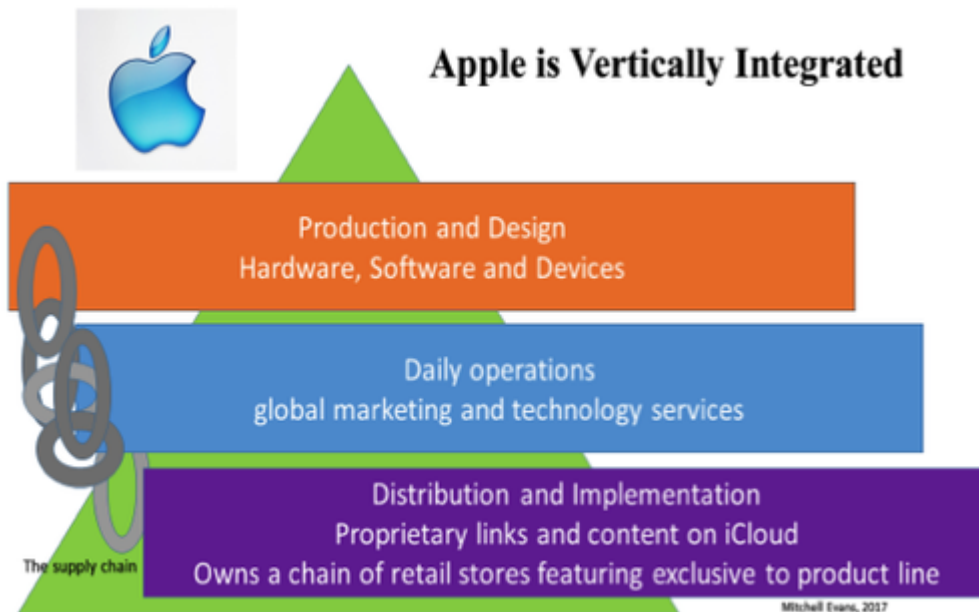 Apple is Vertically Integrated
Production and Design
Hardware, Software and Devices
Daily operations
global marketing and technology services
Distribution and Implementation
Proprietary links and content on iCloud
Owns a chain of retail stores featuring exclusive to product line
The supply chain
Mitchell Evans, 2017